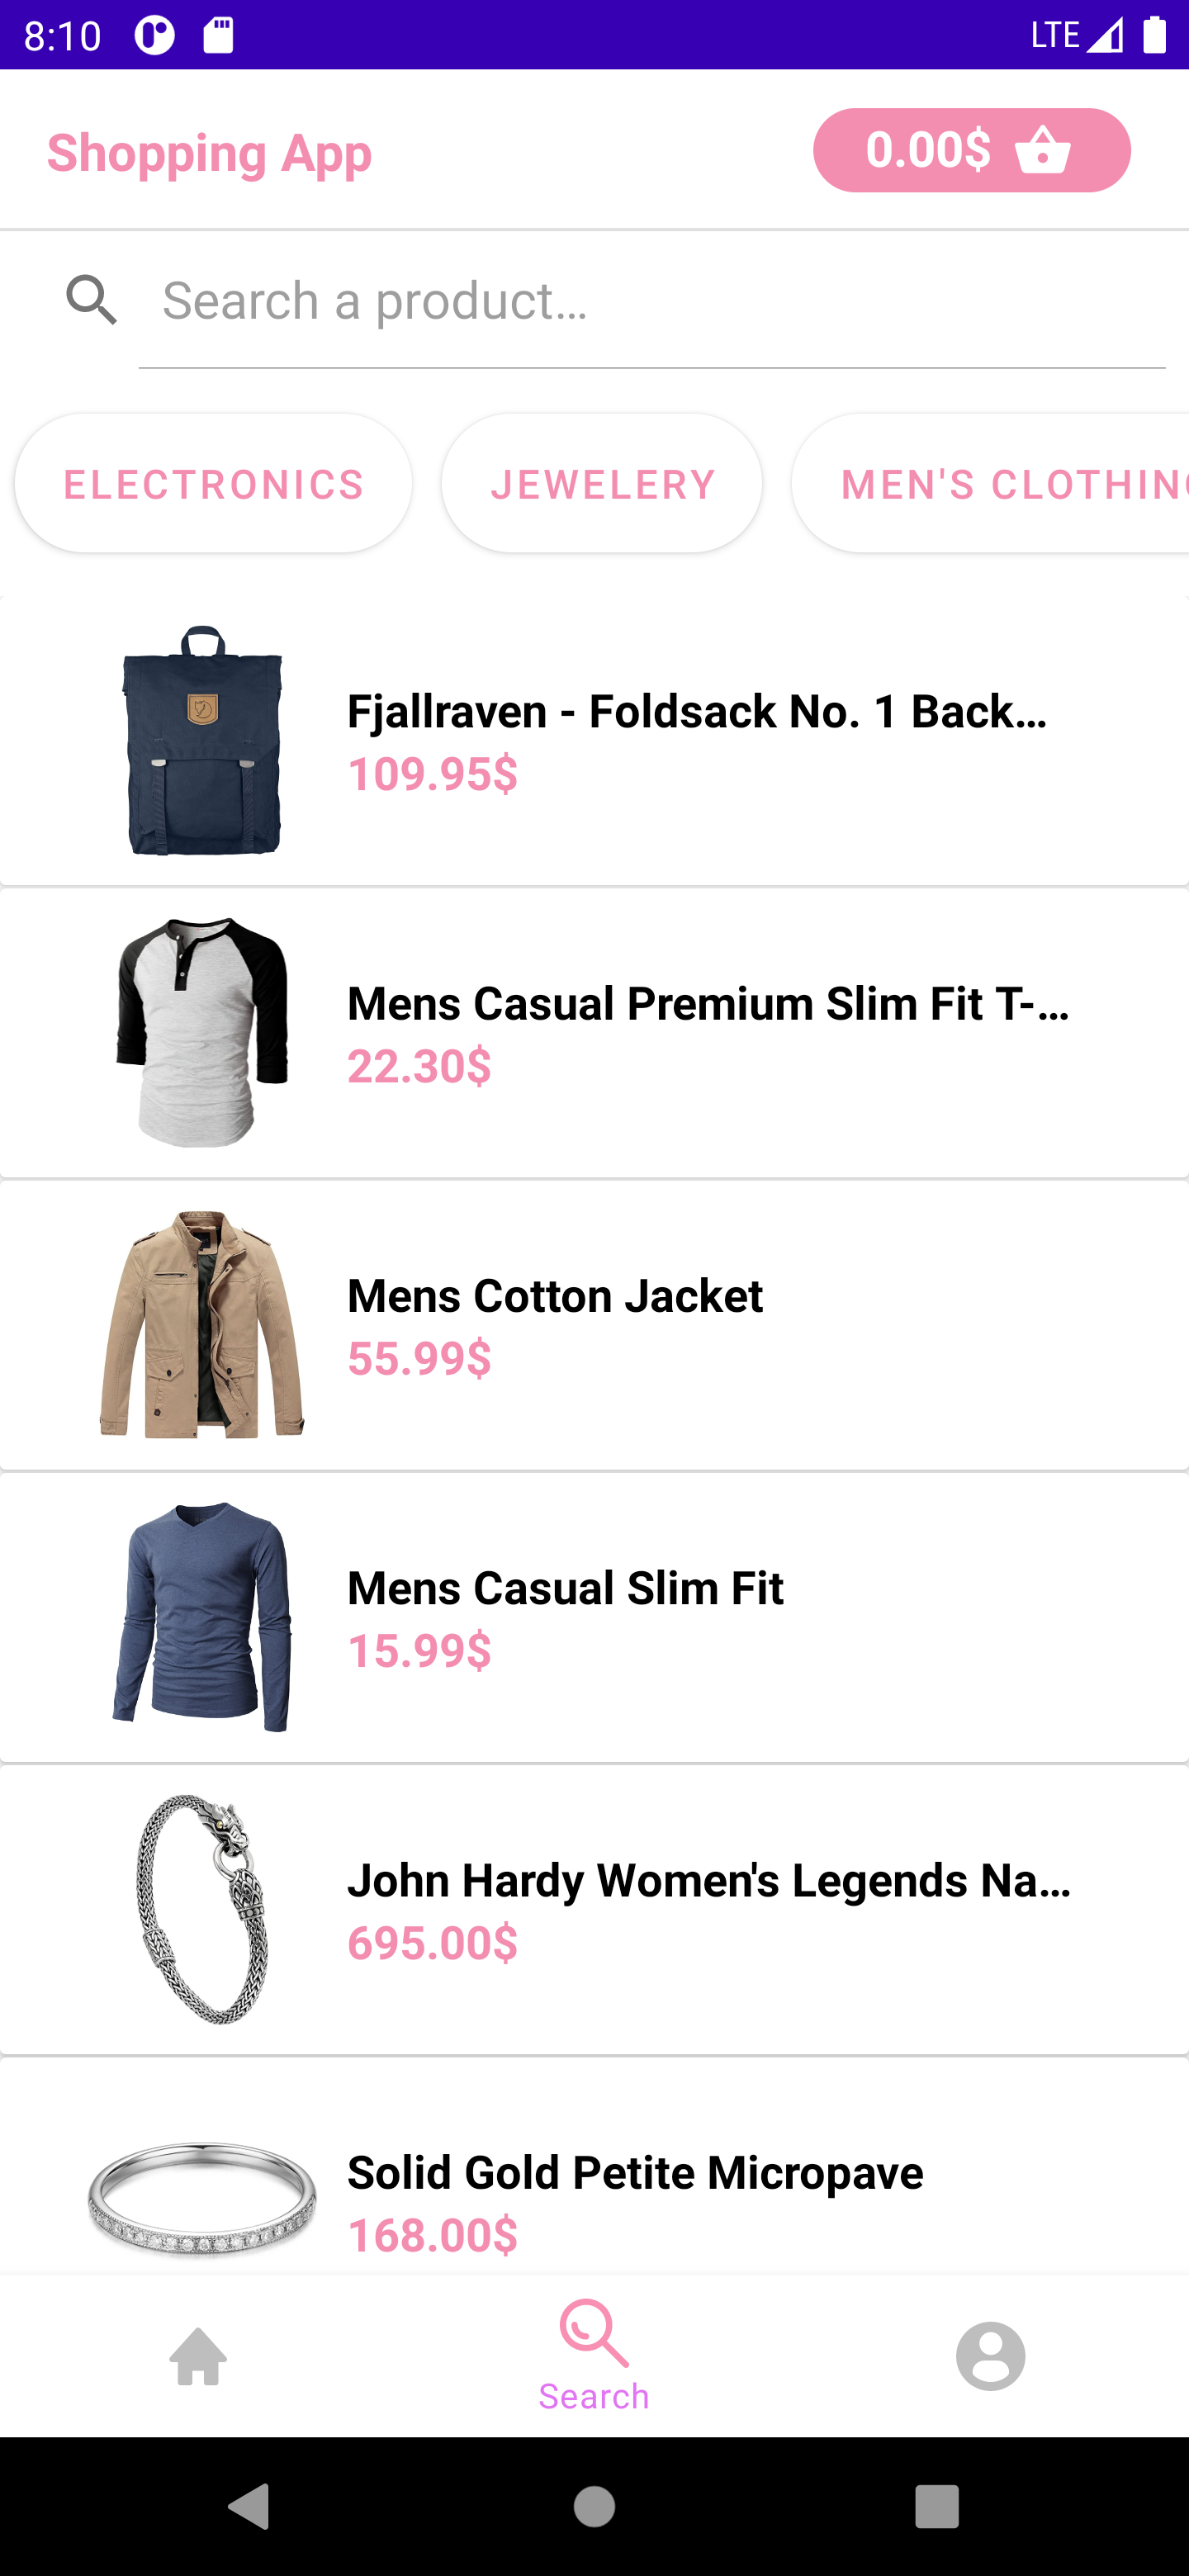 8:10 LTE
Shopping App 0.00$
Search a product...
ELECTRONICS JEWELERY MEN'S CLOTHING
Fjallraven - Foldsack No. 1 Back...
109.95$
Mens Casual Premium Slim Fit T-...
22.30$
Mens Cotton Jacket
55.99$
Mens Casual Slim Fit
15.99$
John Hardy Women's Legends Na...
695.00$
Solid Gold Petite Micropave
168.00$
Search